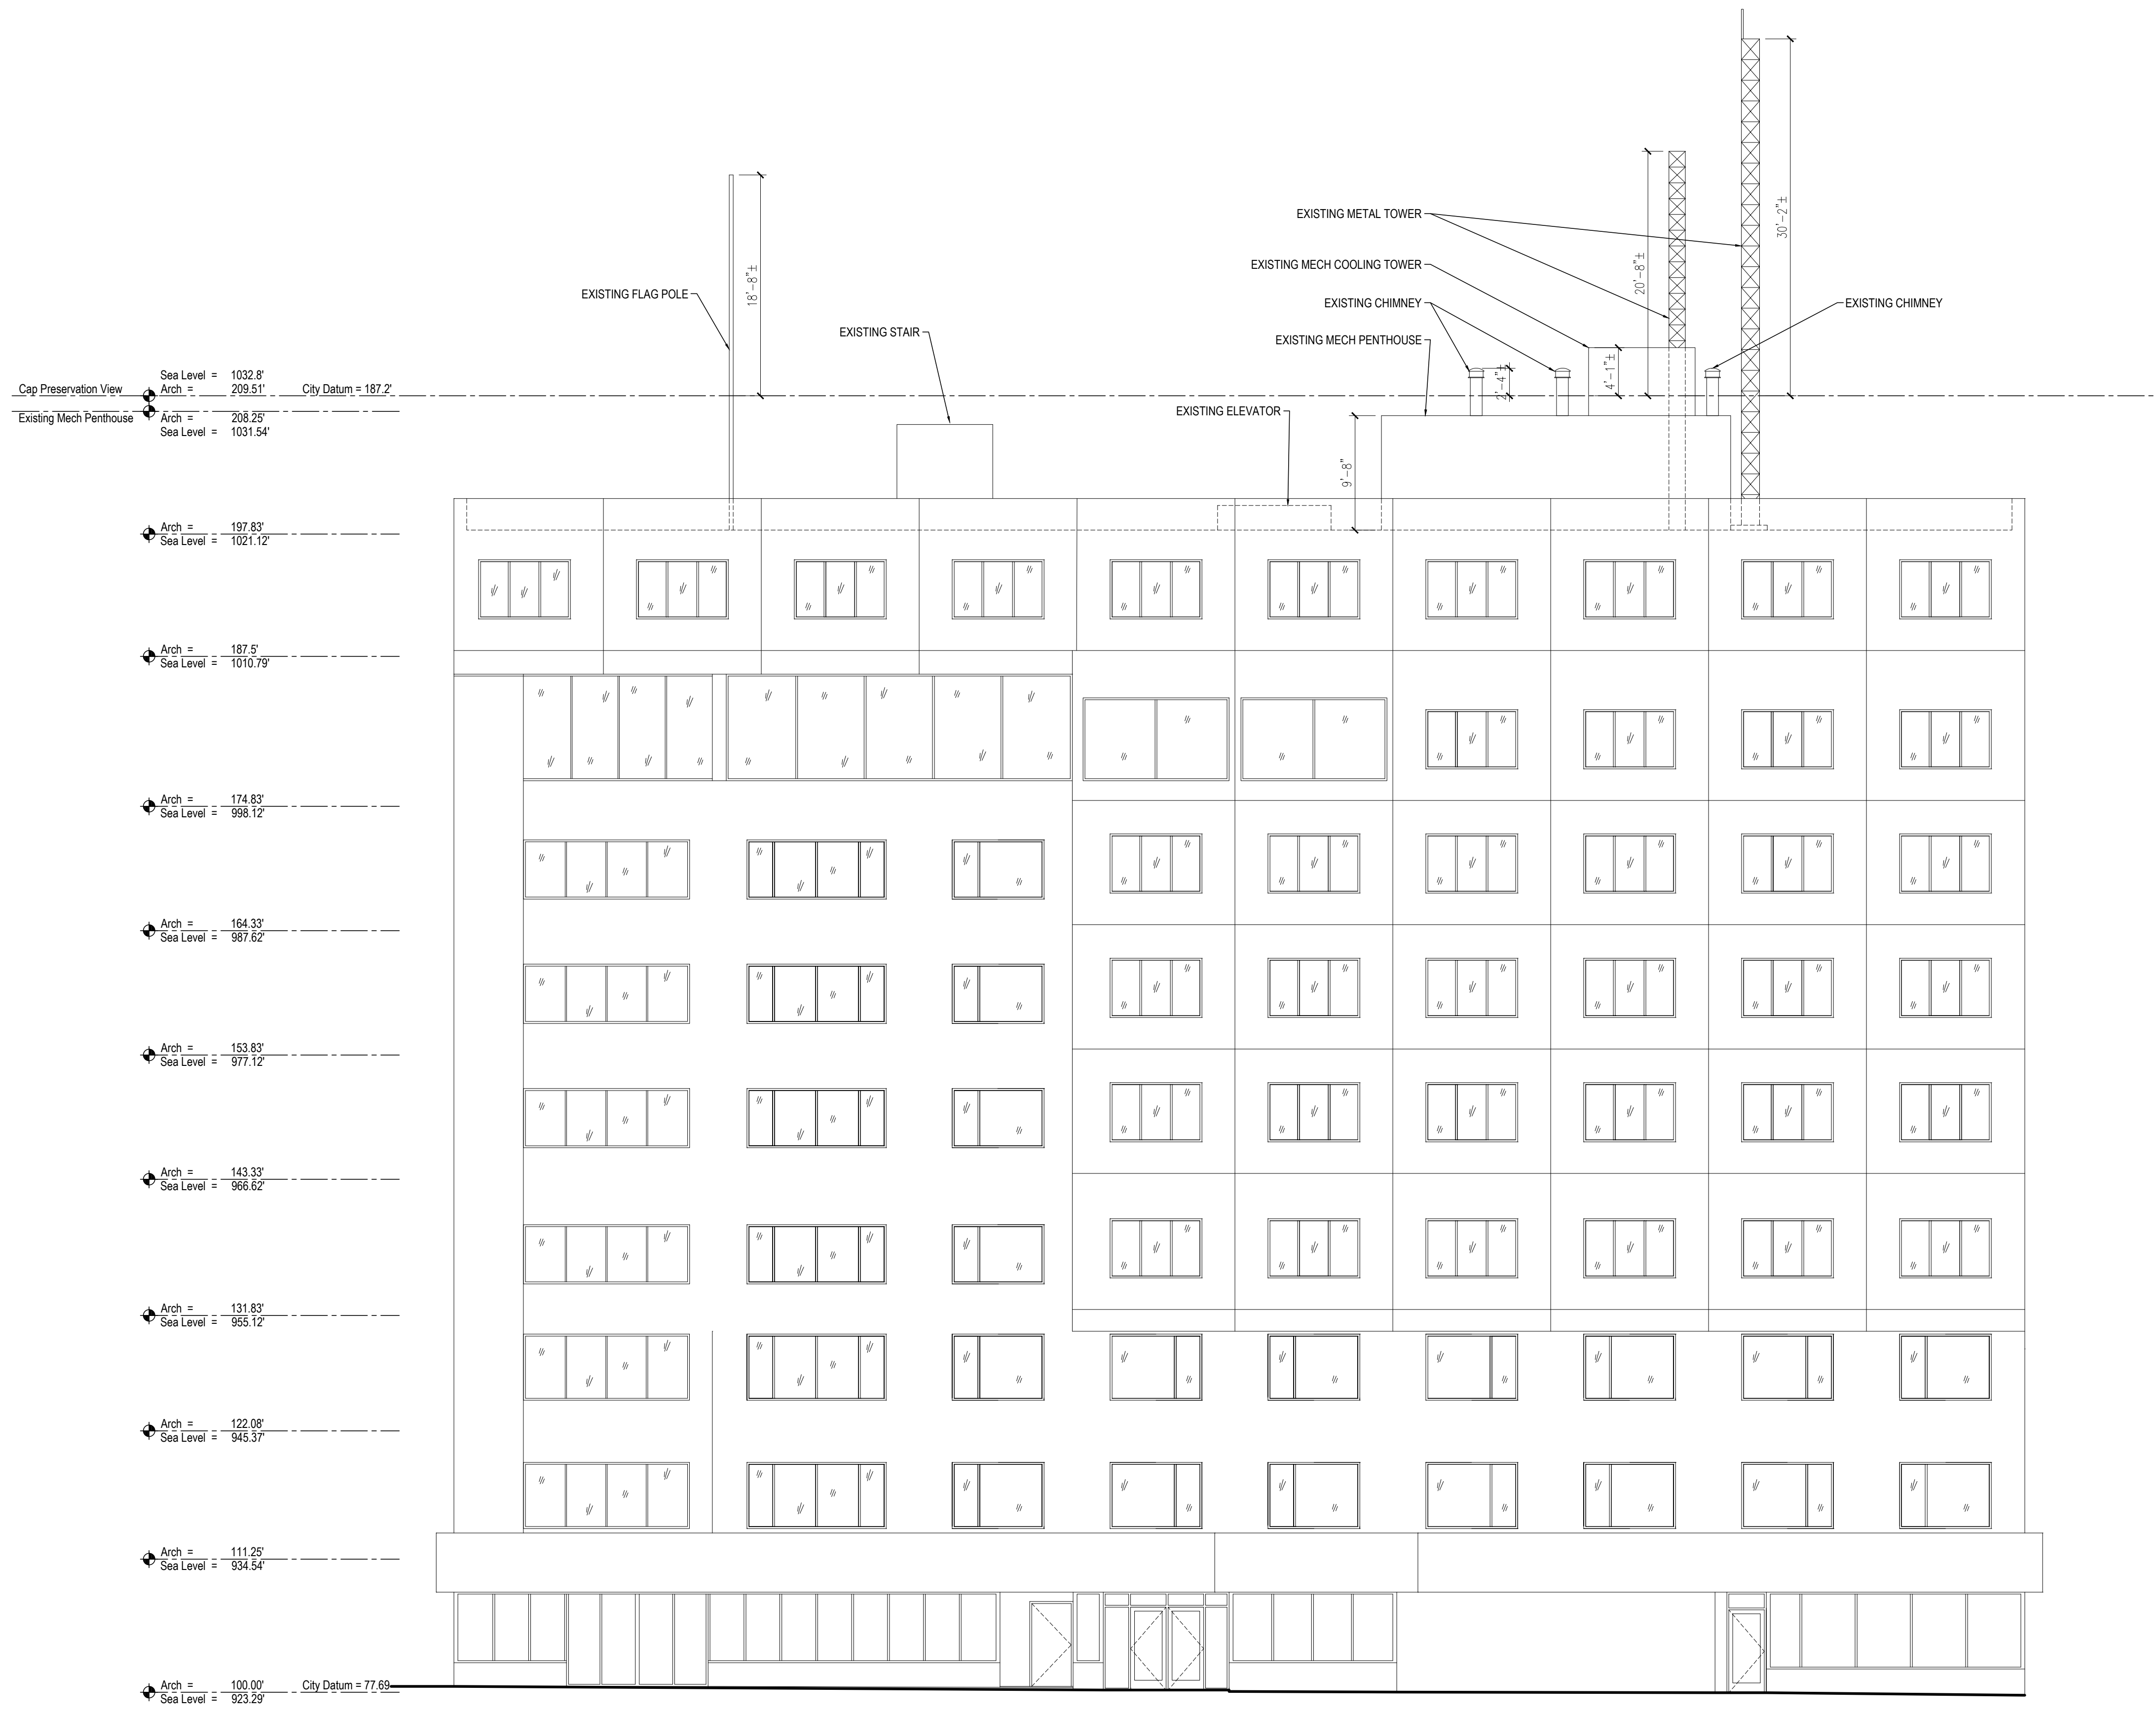 30'-2"±
EXISTING METAL TOWER
EXISTING MECH COOLING TOWER
20'-8"±
18'-8"±
EXISTING FLAG POLE
EXISTING CHIMNEY
EXISTING CHIMNEY
EXISTING STAIR
EXISTING MECH PENTHOUSE
4'-1"±
2'-4"±
Sea Level = 1032.8'
Cap Preservation View Arch = 209.51' City Datum = 187.2'
Existing Mech Penthouse Arch = 208.25'
Sea Level = 1031.54'
EXISTING ELEVATOR
9'-8"
Arch = 197.83'
Sea Level = 1021.12'
Arch = 187.5'
Sea Level = 1010.79'
Arch = 174.83'
Sea Level = 998.12'
Arch = 164.33'
Sea Level = 987.62'
Arch = 153.83'
Sea Level = 977.12'
Arch = 143.33'
Sea Level = 966.62'
Arch = 131.83'
Sea Level = 955.12'
Arch = 122.08'
Sea Level = 945.37'
Arch = 111.25'
Sea Level = 934.54'
Arch = 100.00' City Datum = 77.69
Sea Level = 923.29'